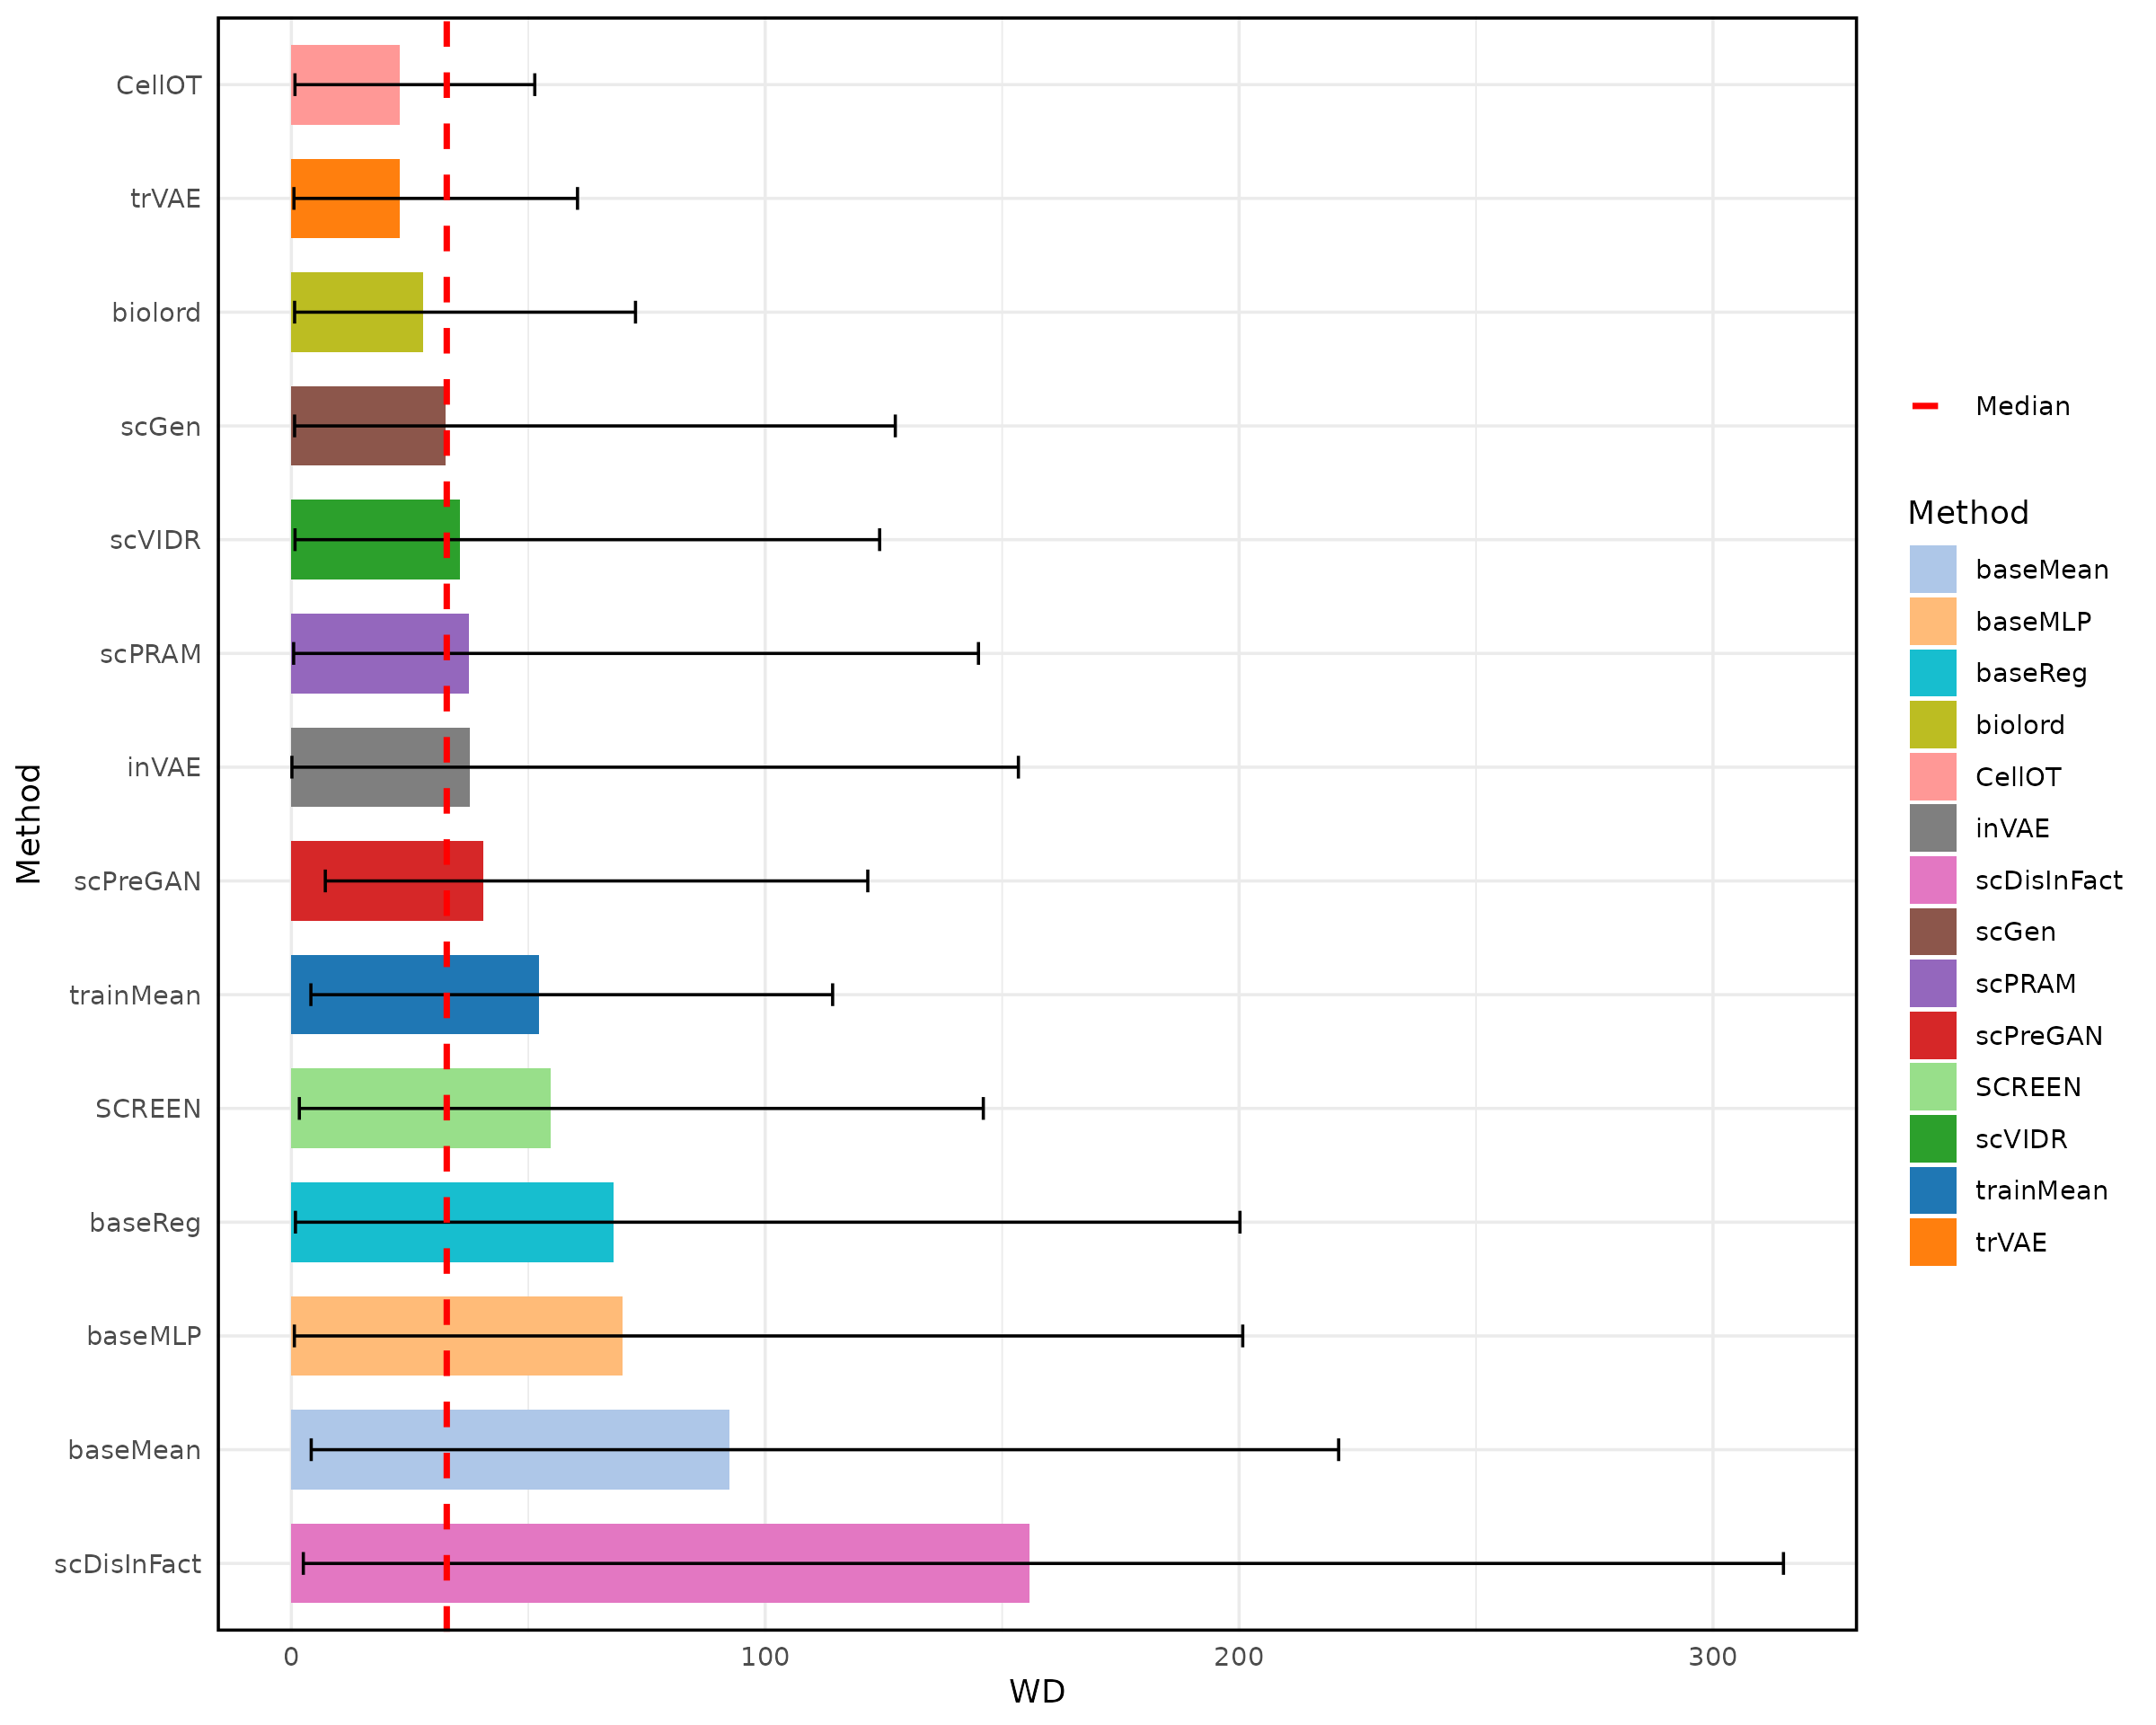 CellOT
trVAE
biolord
scGen
scVIDR
scPRAM
inVAE
scPreGAN
trainMean
SCREEN
baseReg
baseMLP
baseMean
scDisInFact
Method
0 100 200 300
WD
Median
Method
baseMean
baseMLP
baseReg
biolord
CellOT
inVAE
scDisInFact
scGen
scPRAM
scPreGAN
SCREEN
scVIDR
trainMean
trVAE